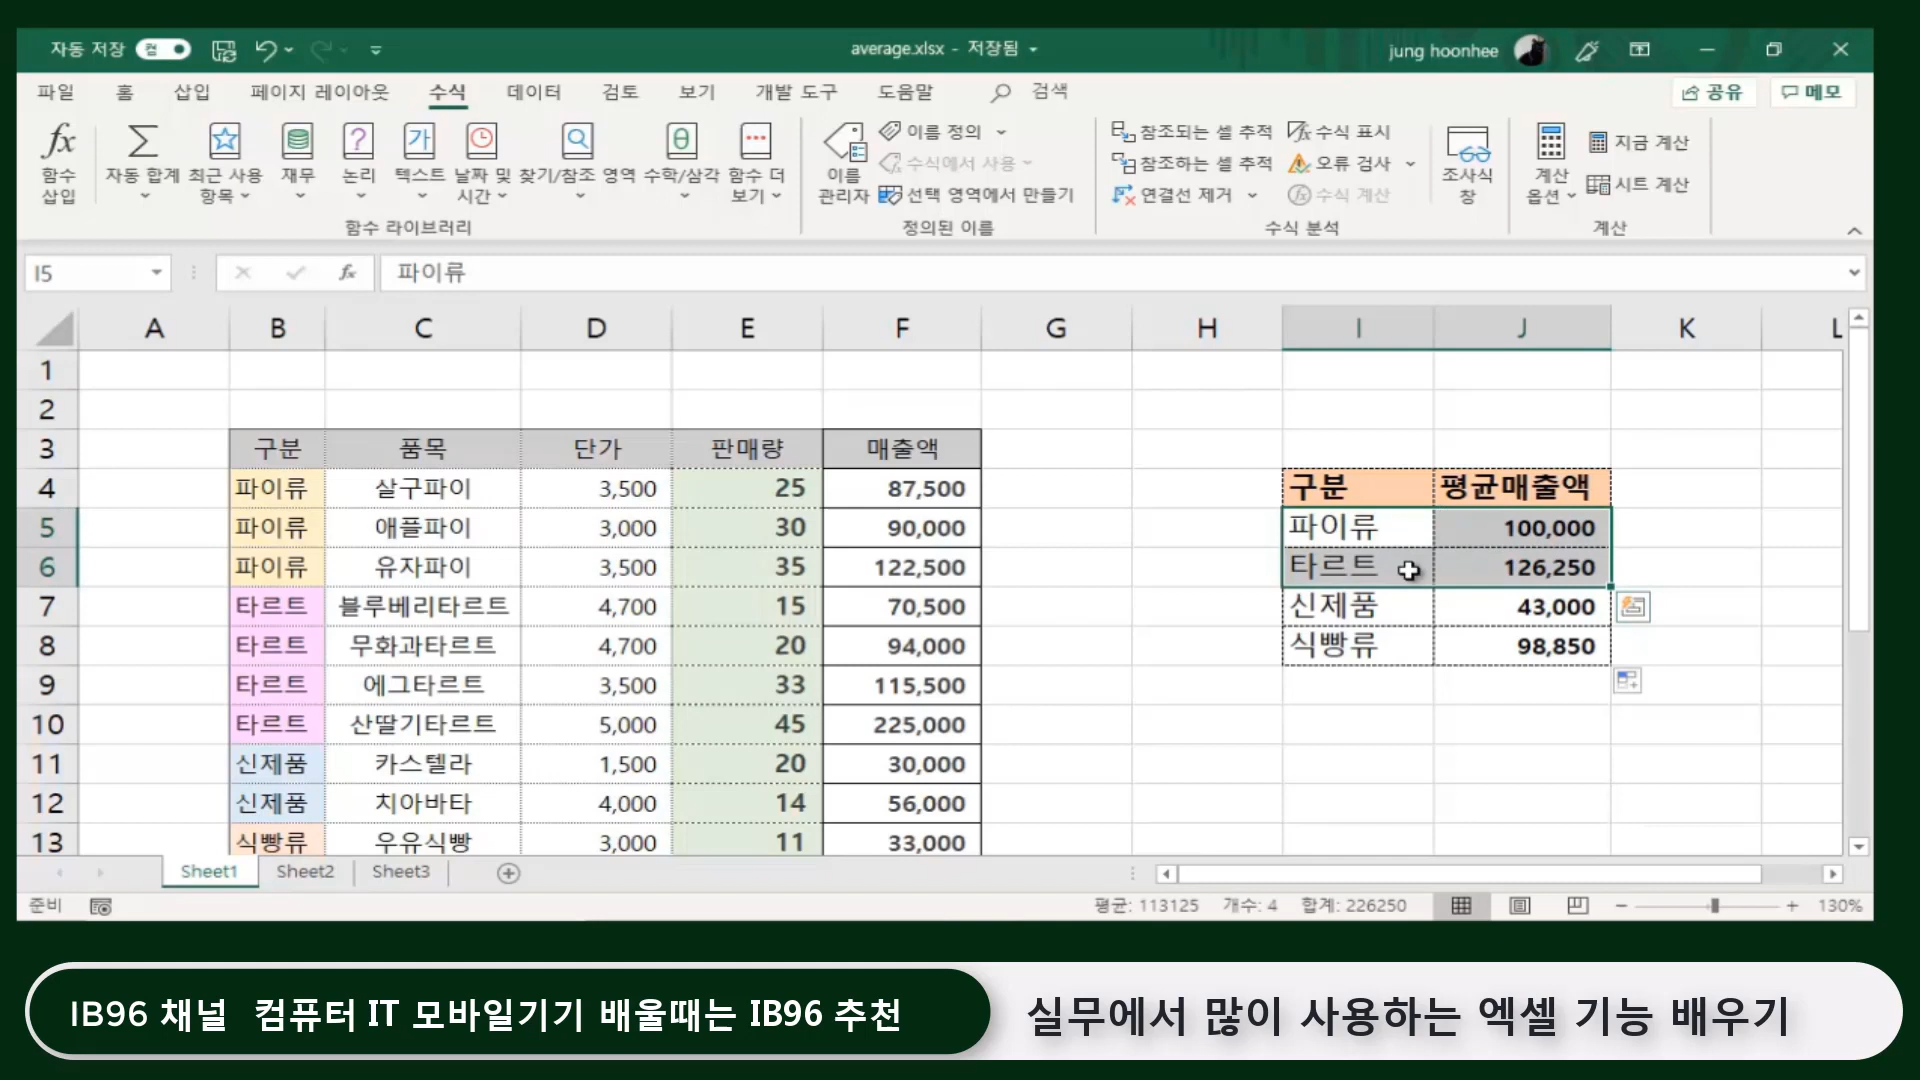 자동 저장 켬 average.xlsx - 저장됨 jung hoonhee
파일 홈 삽입 페이지 레이아웃 수식 데이터 검토 보기 개발 도구 도움말 검색 공유 메모
fx 함수 삽입
자동 합계
최근 사용 항목
재무
논리
텍스트
날짜 및 시간
찾기/참조 영역
수학/삼각
함수 더 보기
함수 라이브러리
이름 관리자
이름 정의
수식에서 사용
선택 영역에서 만들기
정의된 이름
참조되는 셀 추적
참조하는 셀 추적
연결선 제거
수식 표시
오류 검사
수식 계산
수식 분석
조사식 창
계산 옵션
지금 계산
시트 계산
계산
I5 fx 파이류
A B C D E F G H I J K L
1
2
3 구분 품목 단가 판매량 매출액
4 파이류 살구파이 3,500 25 87,500 구분 평균매출액
5 파이류 애플파이 3,000 30 90,000 파이류 100,000
6 파이류 유자파이 3,500 35 122,500 타르트 126,250
7 타르트 블루베리타르트 4,700 15 70,500 신제품 43,000
8 타르트 무화과타르트 4,700 20 94,000 식빵류 98,850
9 타르트 에그타르트 3,500 33 115,500
10 타르트 산딸기타르트 5,000 45 225,000
11 신제품 카스텔라 1,500 20 30,000
12 신제품 치아바타 4,000 14 56,000
13 식빵류 우유식빵 3,000 11 33,000
Sheet1 Sheet2 Sheet3
준비 평균: 113125 개수: 4 합계: 226250 130%
IB96 채널 컴퓨터 IT 모바일기기 배울때는 IB96 추천
실무에서 많이 사용하는 엑셀 기능 배우기